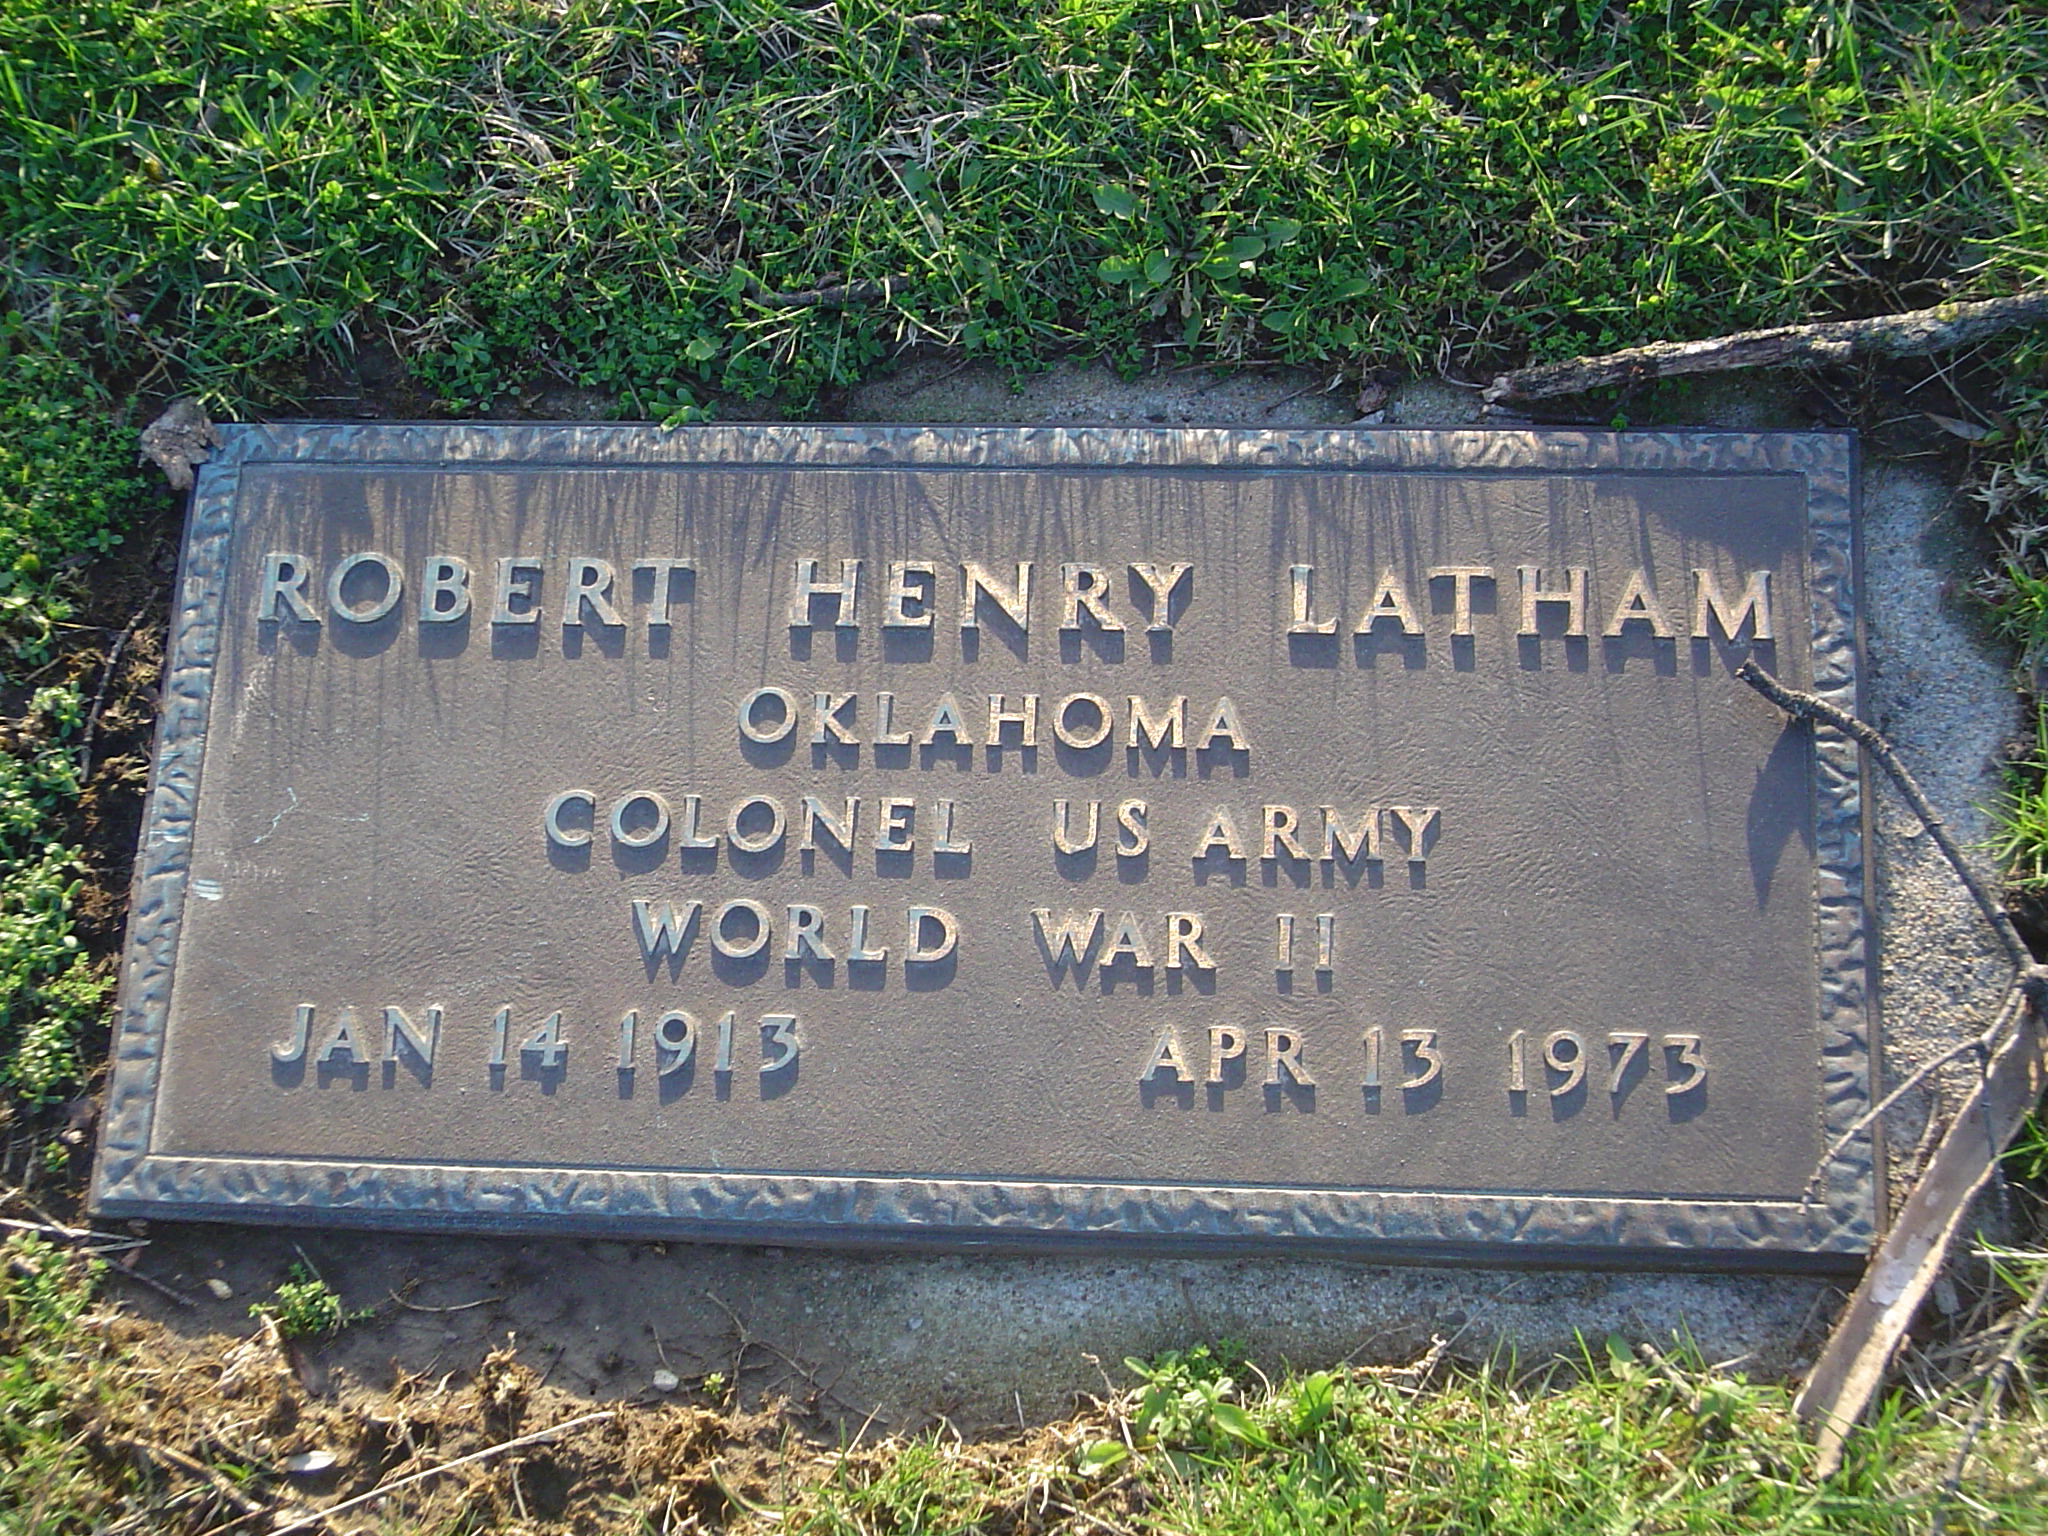 ROBERT HENRY LATHAM
OKLAHOMA
COLONEL US ARMY
WORLD WAR II
JAN 14 1913 APR 13 1973